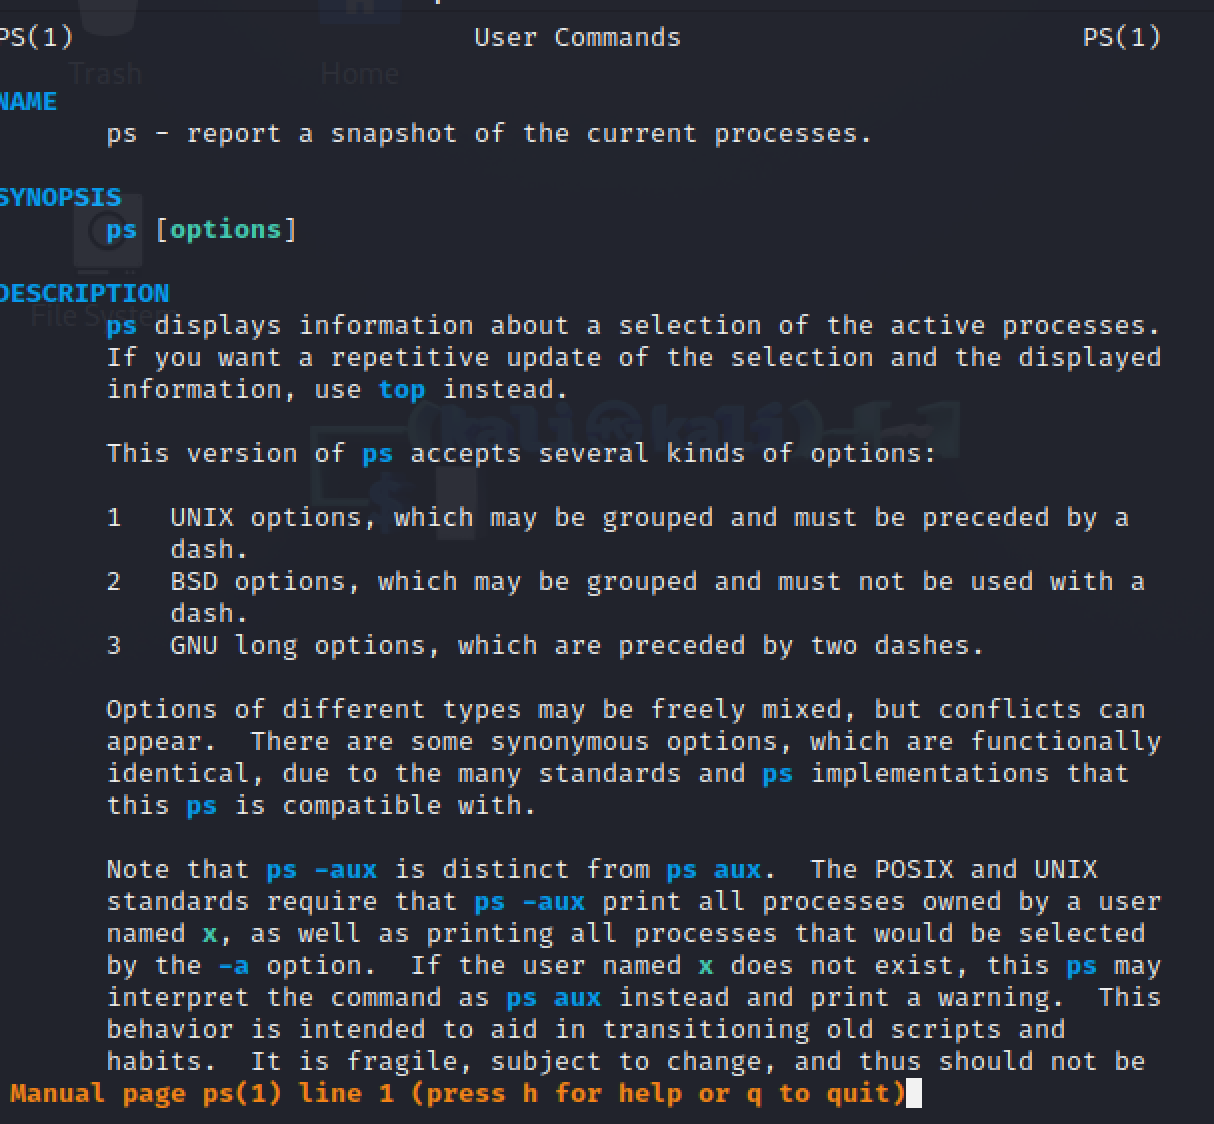 PS(1) User Commands PS(1)
Trash Home
NAME
ps - report a snapshot of the current processes.
SYNOPSIS
ps [options]
DESCRIPTION
File System
ps displays information about a selection of the active processes.
If you want a repetitive update of the selection and the displayed
information, use top instead.
(kali㉿kali)-[~]
This version of ps accepts several kinds of options:
$
1 UNIX options, which may be grouped and must be preceded by a
dash.
2 BSD options, which may be grouped and must not be used with a
dash.
3 GNU long options, which are preceded by two dashes.
Options of different types may be freely mixed, but conflicts can
appear. There are some synonymous options, which are functionally
identical, due to the many standards and ps implementations that
this ps is compatible with.
Note that ps -aux is distinct from ps aux. The POSIX and UNIX
standards require that ps -aux print all processes owned by a user
named x, as well as printing all processes that would be selected
by the -a option. If the user named x does not exist, this ps may
interpret the command as ps aux instead and print a warning. This
behavior is intended to aid in transitioning old scripts and
habits. It is fragile, subject to change, and thus should not be
Manual page ps(1) line 1 (press h for help or q to quit)